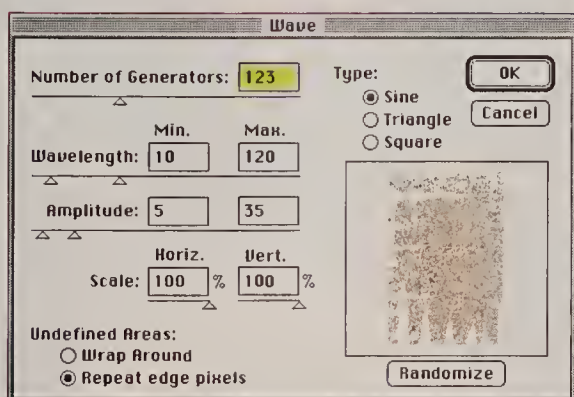 Wave
Number of Generators: 123
Min. Max.
Wavelength: 10 120
Amplitude: 5 35
Horiz. Vert.
Scale: 100 % 100 %
Undefined Areas:
Wrap Around
Repeat edge pixels
Type:
Sine
Triangle
Square
OK
Cancel
Randomize